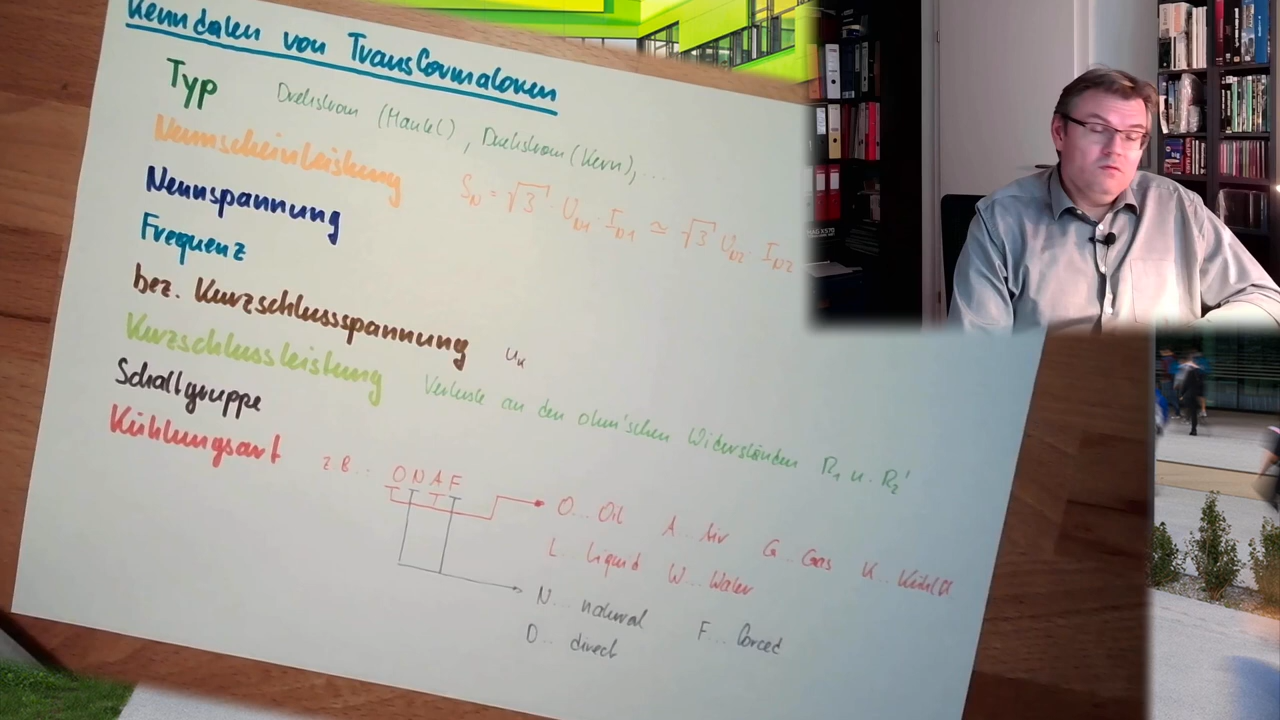 Kenndaten von Transformatoren
Typ Drehstrom (Mantel), Drehstrom (Kern), ...
Nennscheinleistung S_N = √3 U_N1 · I_N1 ≃ √3 U_N2 · I_N2
Nennspannung
Frequenz
bez. Kurzschlussspannung u_k
Kurzschlussleistung Verluste an den ohm'schen Widerständen R_1 u. R_2'
Schaltgruppe
Kühlungsart z.B.: ONAF
O... Oil A... Air G... Gas K...
L... liquid W... Water
N... natural F... forced
D... direct
MAG X570